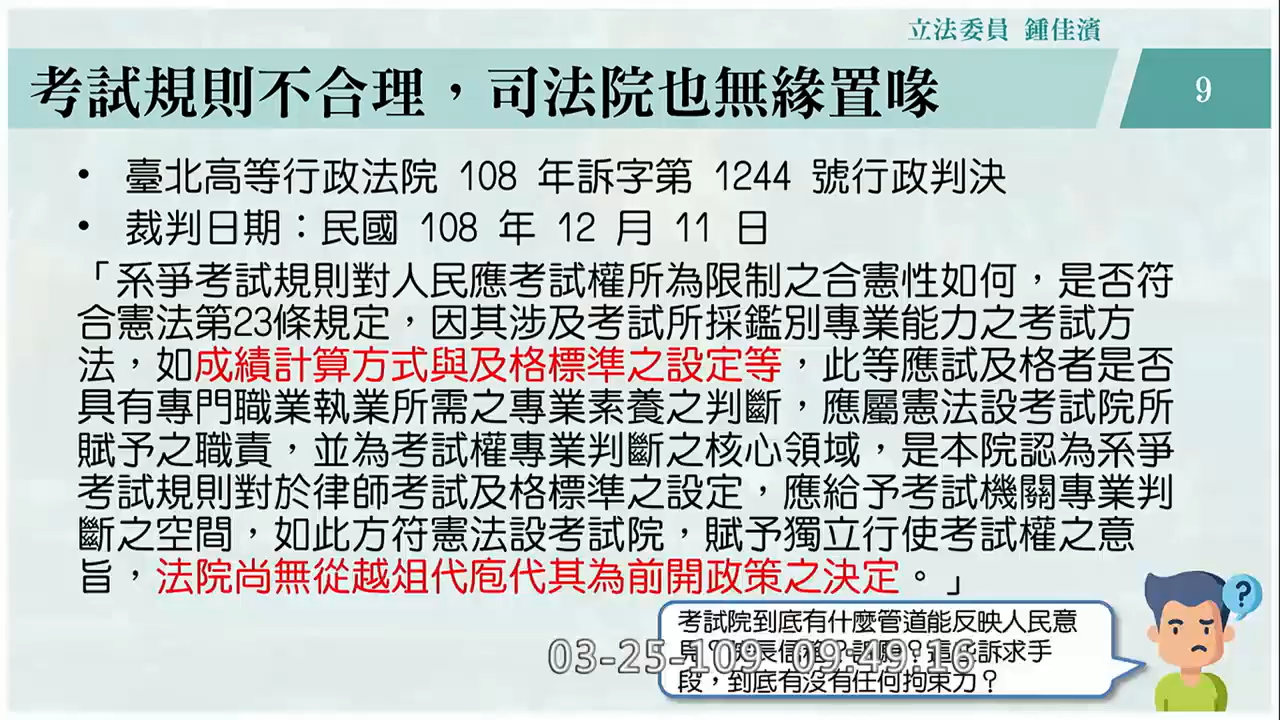 立法委員 鍾佳濱
考試規則不合理，司法院也無緣置喙
9
• 臺北高等行政法院 108 年訴字第 1244 號行政判決
• 裁判日期：民國 108 年 12 月 11 日
「系爭考試規則對人民應考試權所為限制之合憲性如何，是否符
合憲法第23條規定，因其涉及考試所採鑑別專業能力之考試方
法，如成績計算方式與及格標準之設定等，此等應試及格者是否
具有專門職業執業所需之專業素養之判斷，應屬憲法設考試院所
賦予之職責，並為考試權專業判斷之核心領域，是本院認為系爭
考試規則對於律師考試及格標準之設定，應給予考試機關專業判
斷之空間，如此方符憲法設考試院，賦予獨立行使考試權之意
旨，法院尚無從越俎代庖代其為前開政策之決定。」
考試院到底有什麼管道能反映人民意
訴求手
段，到底有沒有任何拘束力？
03-25-109 09:49:16
?